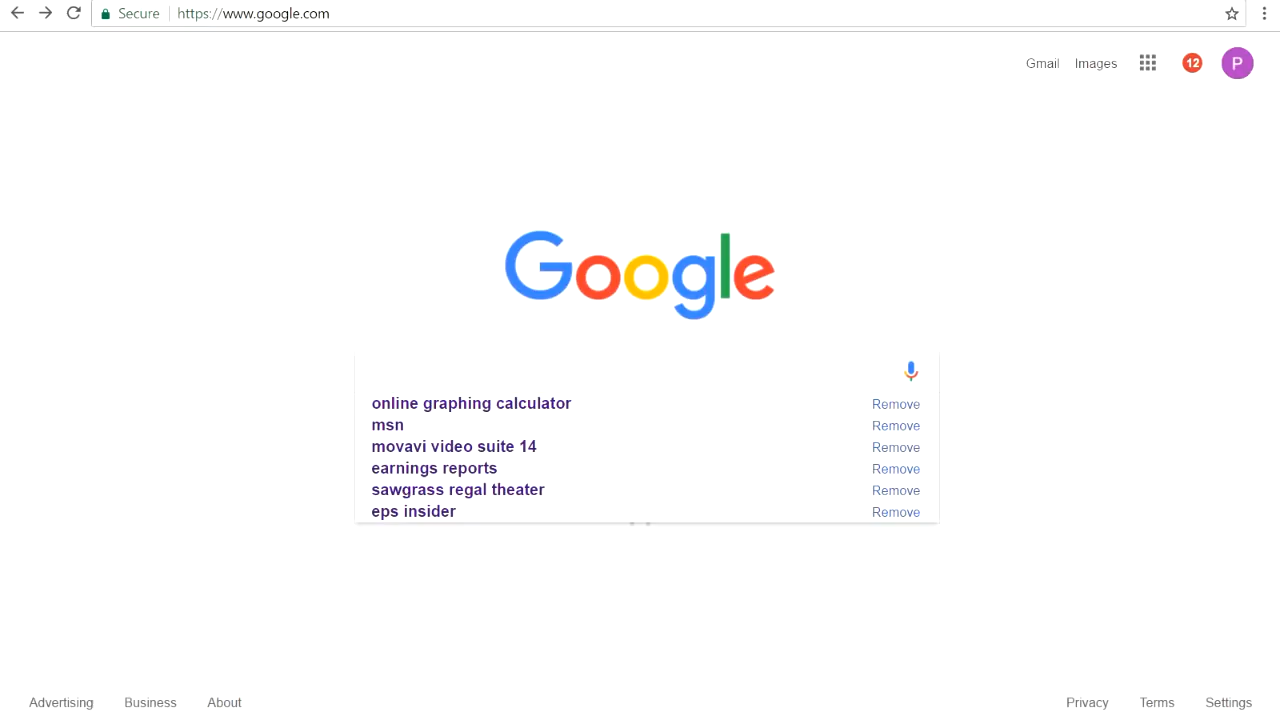 Secure https://www.google.com
Gmail Images 12 P
Google
online graphing calculator Remove
msn Remove
movavi video suite 14 Remove
earnings reports Remove
sawgrass regal theater Remove
eps insider Remove
Advertising Business About Privacy Terms Settings